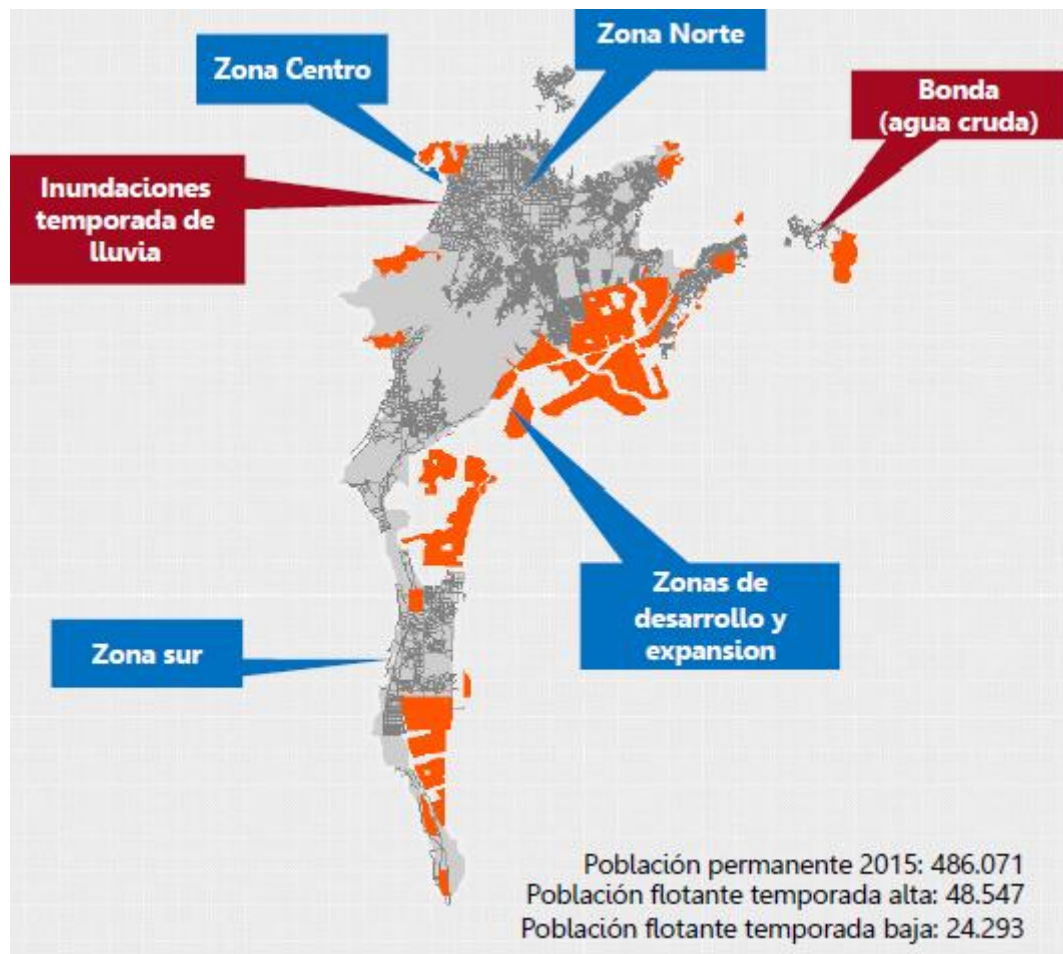 Zona Norte
Zona Centro
Bonda
(agua cruda)
Inundaciones
temporada de
lluvia
Zonas de
desarrollo y
expansion
Zona sur
Población permanente 2015: 486.071
Población flotante temporada alta: 48.547
Población flotante temporada baja: 24.293